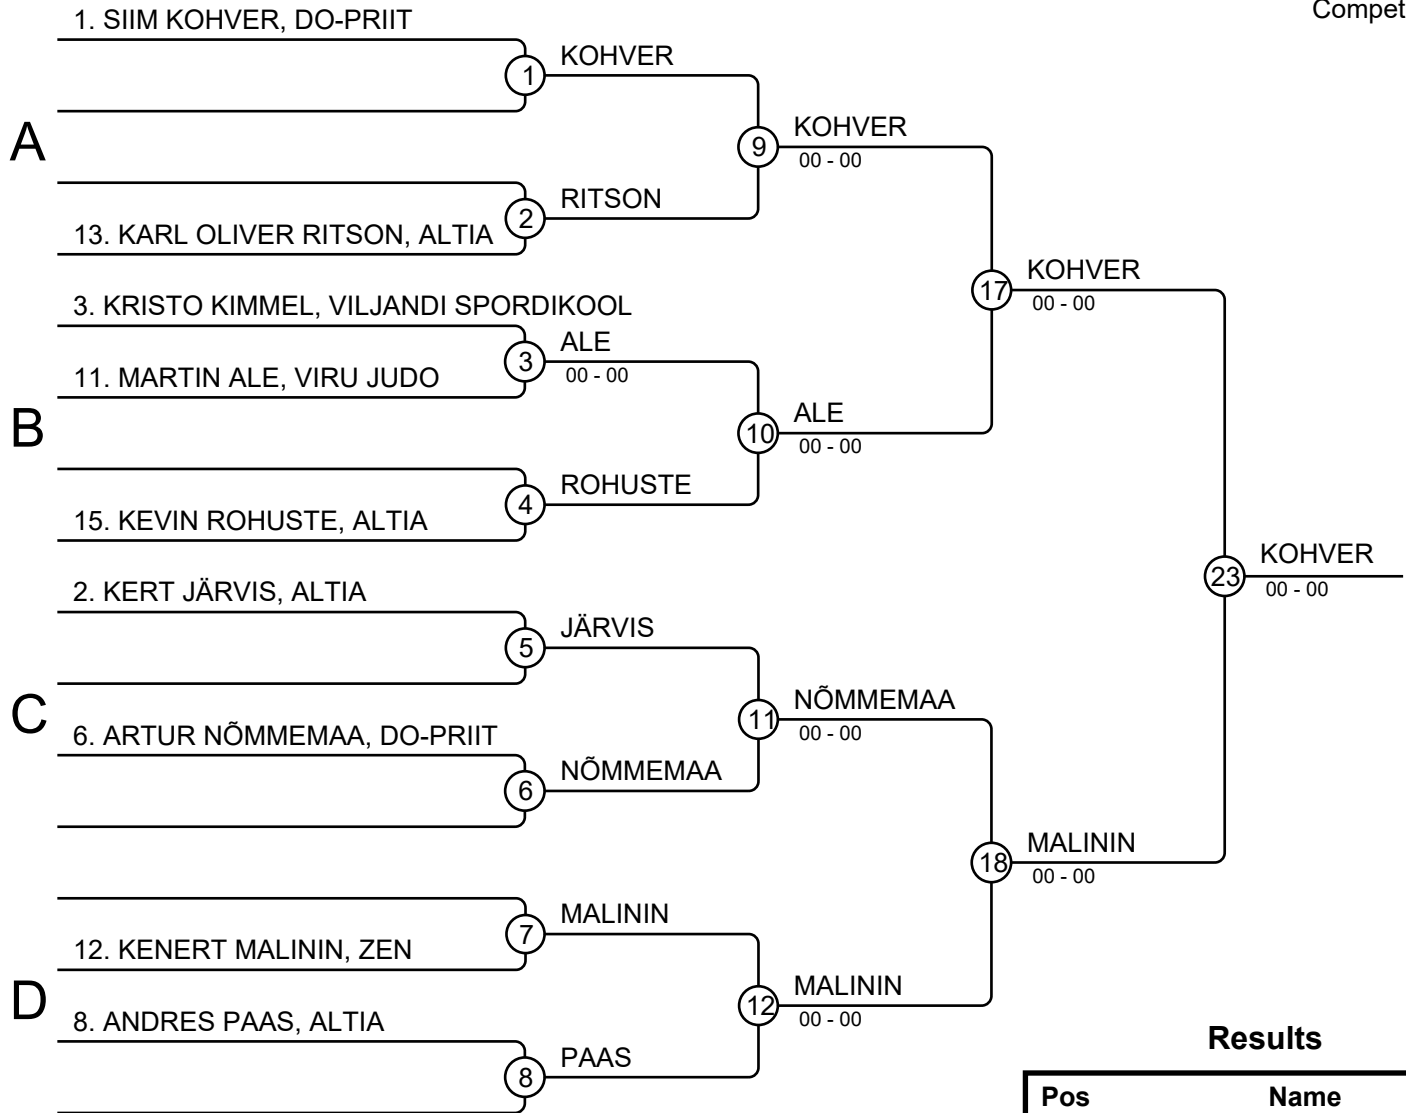 Compet
1. SIIM KOHVER, DO-PRIIT
1
KOHVER
A
9
KOHVER
00 - 00
2
RITSON
13. KARL OLIVER RITSON, ALTIA
17
KOHVER
00 - 00
3. KRISTO KIMMEL, VILJANDI SPORDIKOOL
3
ALE
00 - 00
11. MARTIN ALE, VIRU JUDO
B
10
ALE
00 - 00
4
ROHUSTE
15. KEVIN ROHUSTE, ALTIA
23
KOHVER
00 - 00
2. KERT JÄRVIS, ALTIA
5
JÄRVIS
C
11
NÕMMEMAA
00 - 00
6. ARTUR NÕMMEMAA, DO-PRIIT
6
NÕMMEMAA
18
MALININ
00 - 00
7
MALININ
12. KENERT MALININ, ZEN
D
12
MALININ
00 - 00
8. ANDRES PAAS, ALTIA
8
PAAS
Results
Pos Name